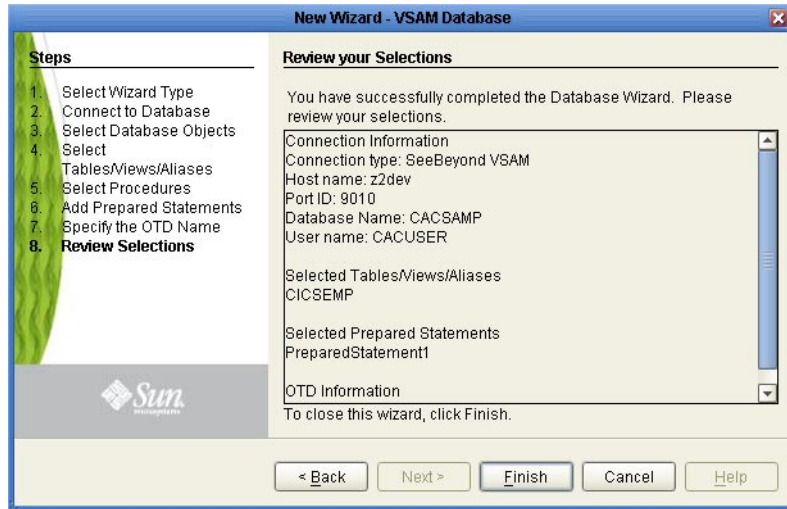 New Wizard - VSAM Database
Steps
1. Select Wizard Type
2. Connect to Database
3. Select Database Objects
4. Select
Tables/Views/Aliases
5. Select Procedures
6. Add Prepared Statements
7. Specify the OTD Name
8. Review Selections
Sun
microsystems
Review your Selections
You have successfully completed the Database Wizard. Please
review your selections.
Connection Information
Connection type: SeeBeyond VSAM
Host name: z2dev
Port ID: 9010
Database Name: CACSAMP
User name: CACUSER
Selected Tables/Views/Aliases
CICSEMP
Selected Prepared Statements
PreparedStatement1
OTD Information
To close this wizard, click Finish.
< Back
Next >
Finish
Cancel
Help